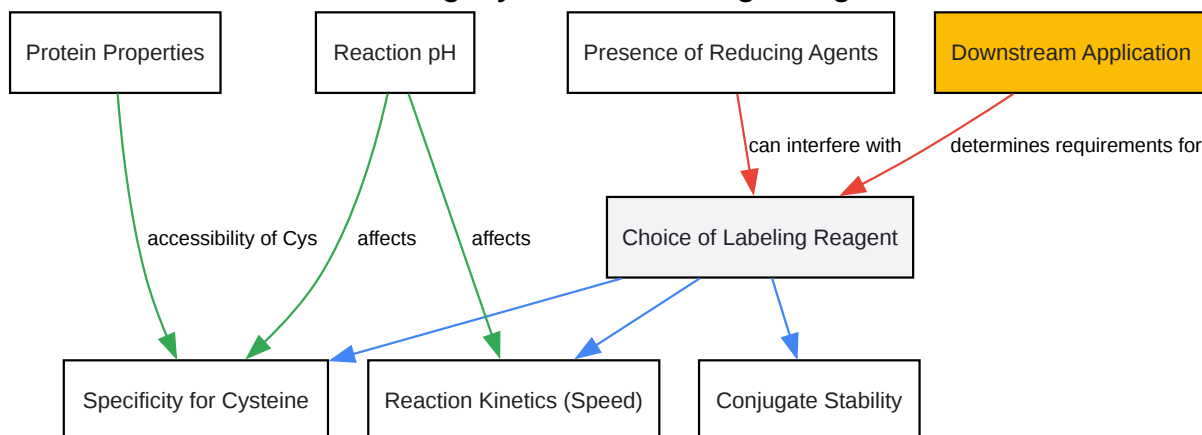 Protein Properties
Reaction pH
Presence of Reducing Agents
Downstream Application
can interfere with
determines requirements for
accessibility of Cys
affects
affects
Choice of Labeling Reagent
Specificity for Cysteine
Reaction Kinetics (Speed)
Conjugate Stability